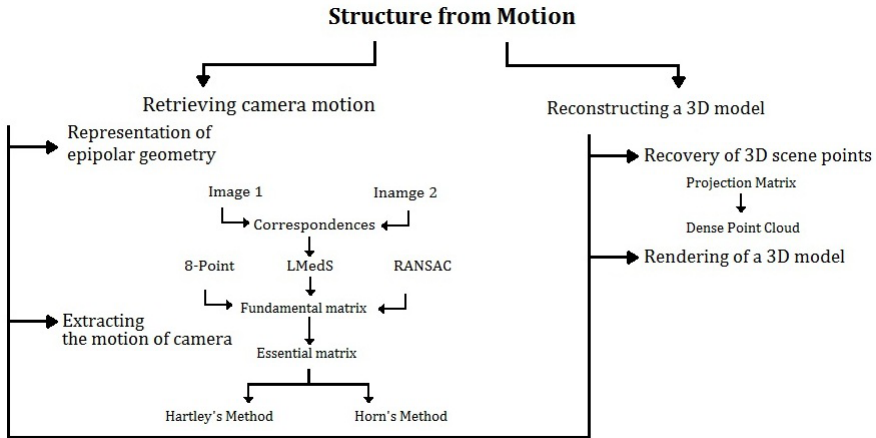 Structure from Motion
Retrieving camera motion
Reconstructing a 3D model
Representation of
epipolar geometry
Image 1
Inamge 2
Correspondences
8-Point
LMedS
RANSAC
Fundamental matrix
Extracting
the motion of camera
Essential matrix
Hartley's Method
Horn's Method
Recovery of 3D scene points
Projection Matrix
Dense Point Cloud
Rendering of a 3D model